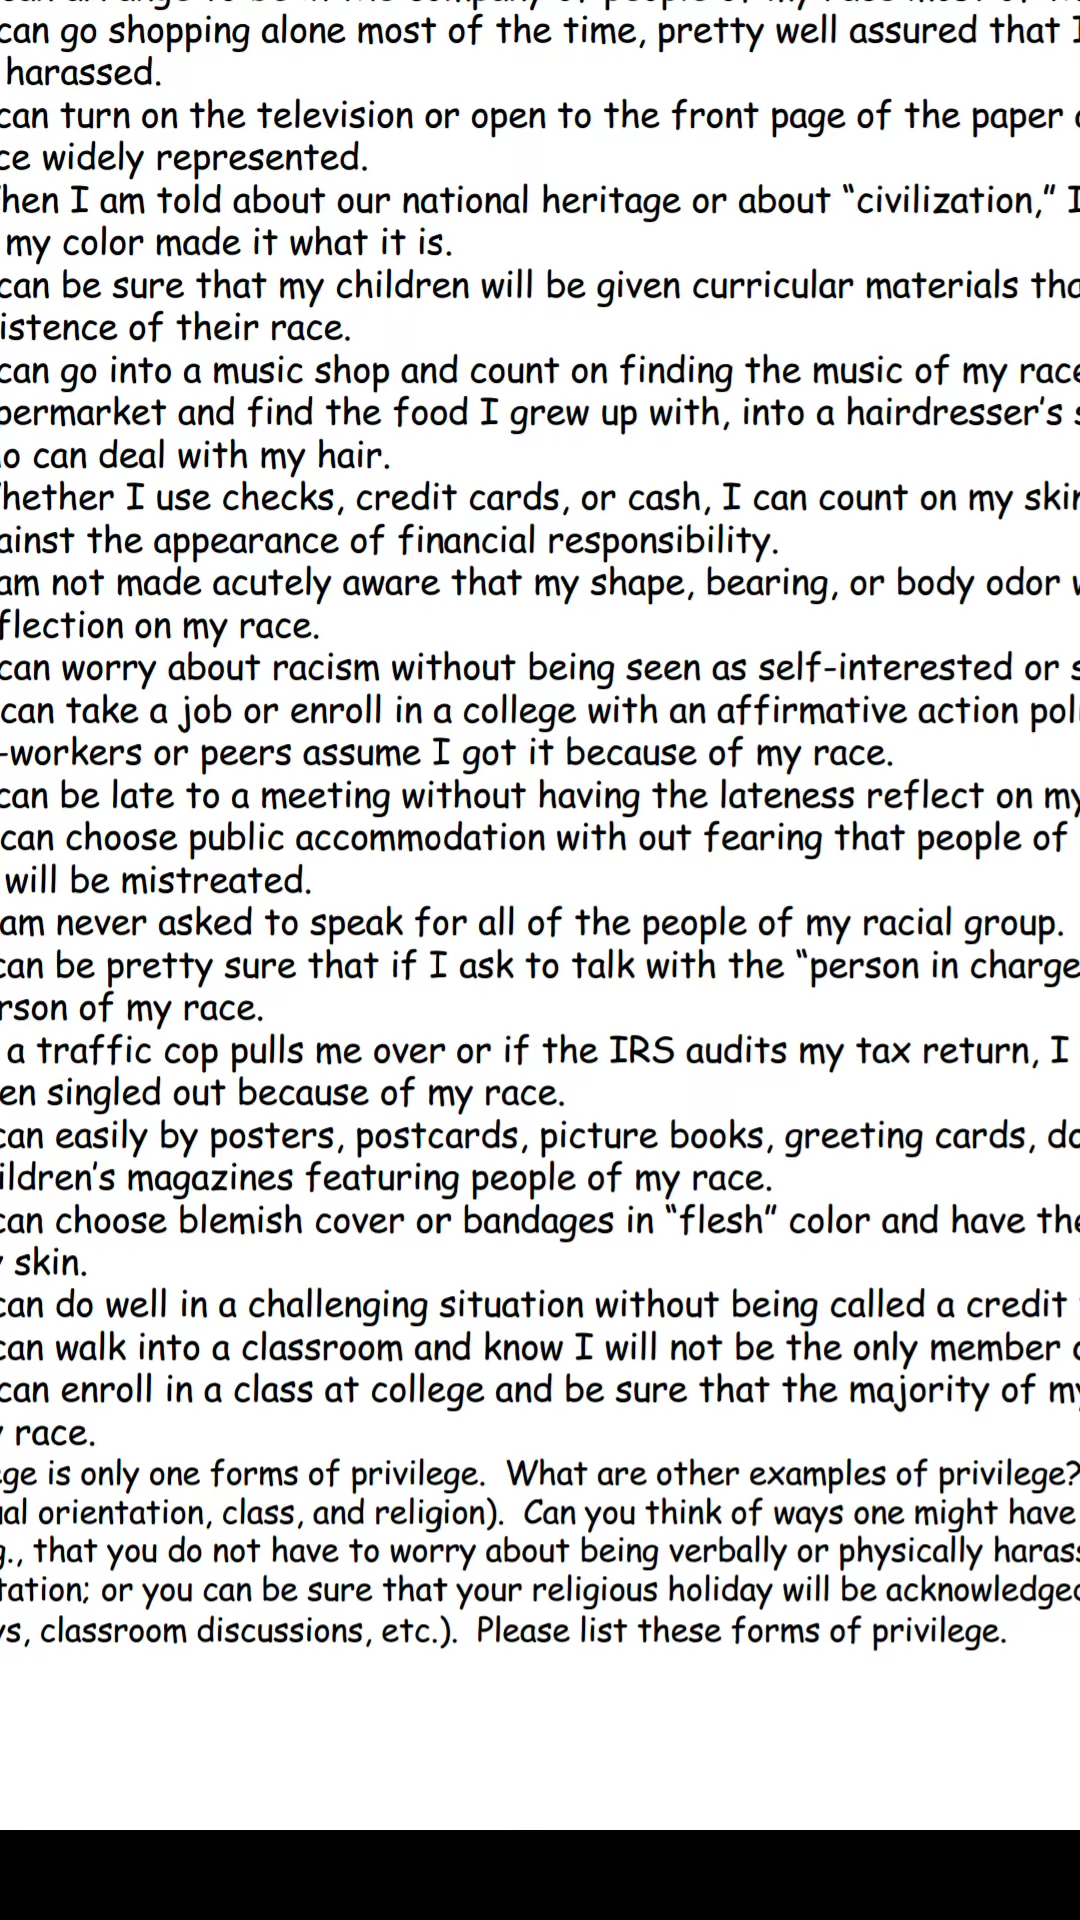 can go shopping alone most of the time, pretty well assured that I
harassed.
can turn on the television or open to the front page of the paper
widely represented.
I am told about our national heritage or about “civilization,” I
my color made it what it is.
can be sure that my children will be given curricular materials
of their race.
can go into a music shop and count on finding the music of my race
and find the food I grew up with, into a hairdresser’s
can deal with my hair.
I use checks, credit cards, or cash, I can count on my skin
the appearance of financial responsibility.
am not made acutely aware that my shape, bearing, or body odor
on my race.
can worry about racism without being seen as self-interested or
can take a job or enroll in a college with an affirmative action
-workers or peers assume I got it because of my race.
can be late to a meeting without having the lateness reflect on my
can choose public accommodation with out fearing that people of
will be mistreated.
am never asked to speak for all of the people of my racial group.
can be pretty sure that if I ask to talk with the “person in charge
of my race.
a traffic cop pulls me over or if the IRS audits my tax return, I
singled out because of my race.
can easily by posters, postcards, picture books, greeting cards,
magazines featuring people of my race.
can choose blemish cover or bandages in “flesh” color and have
skin.
can do well in a challenging situation without being called a credit
can walk into a classroom and know I will not be the only member
can enroll in a class at college and be sure that the majority of my
race.
is only one forms of privilege. What are other examples of privilege?
orientation, class, and religion). Can you think of ways one might have
that you do not have to worry about being verbally or physically
or you can be sure that your religious holiday will be acknowledged
classroom discussions, etc.). Please list these forms of privilege.